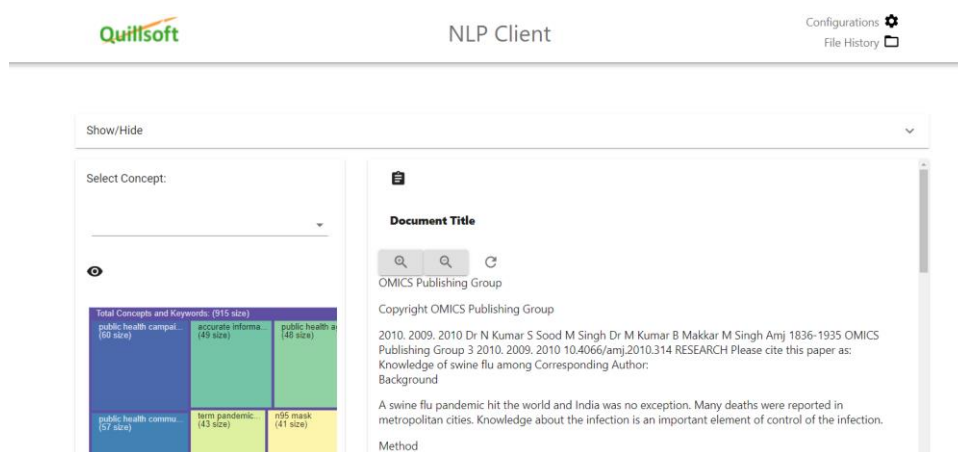 Quillsoft
NLP Client
Configurations
File History
Show/Hide
Select Concept:
Total Concepts and Keywords: (915 size)
public health campai...
(60 size)
accurate informa...
(49 size)
public health a
(46 size)
public health commu...
(57 size)
term pandemic...
(43 size)
n95 mask
(41 size)
Document Title
OMICS Publishing Group
Copyright OMICS Publishing Group
2010. 2009. 2010 Dr N Kumar S Sood M Singh Dr M Kumar B Makkar M Singh Amj 1836-1935 OMICS
Publishing Group 3 2010. 2009. 2010 10.4066/amj.2010.314 RESEARCH Please cite this paper as:
Knowledge of swine flu among Corresponding Author:
Background
A swine flu pandemic hit the world and India was no exception. Many deaths were reported in
metropolitan cities. Knowledge about the infection is an important element of control of the infection.
Method